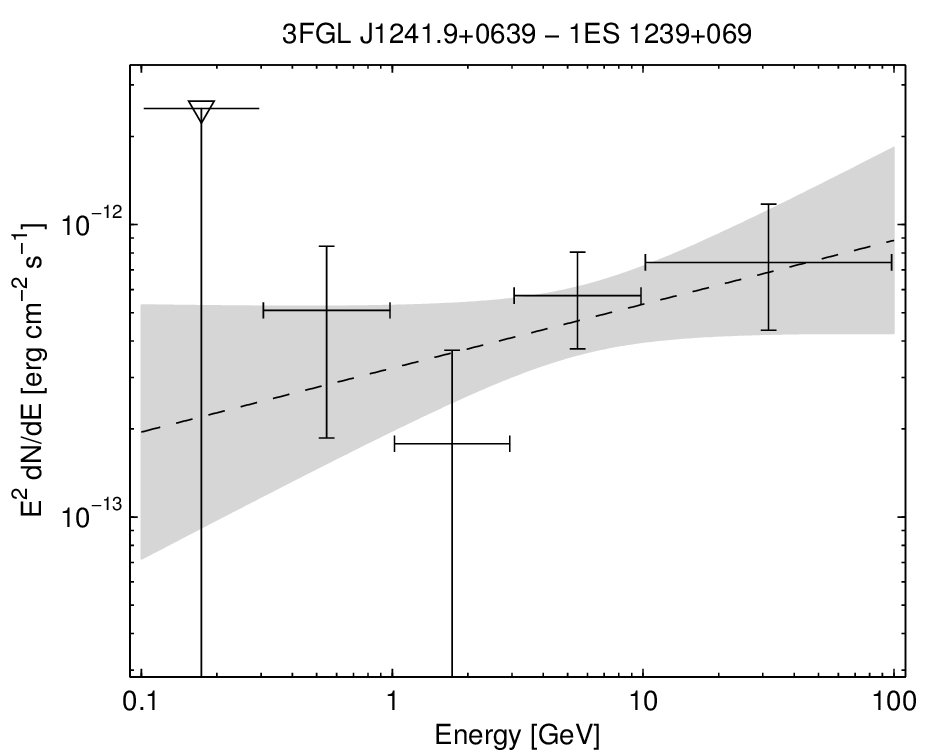 3FGL J1241.9+0639 − 1ES 1239+069
E² dN/dE [erg cm⁻² s⁻¹]
10⁻¹²
10⁻¹³
0.1 1 10 100
Energy [GeV]